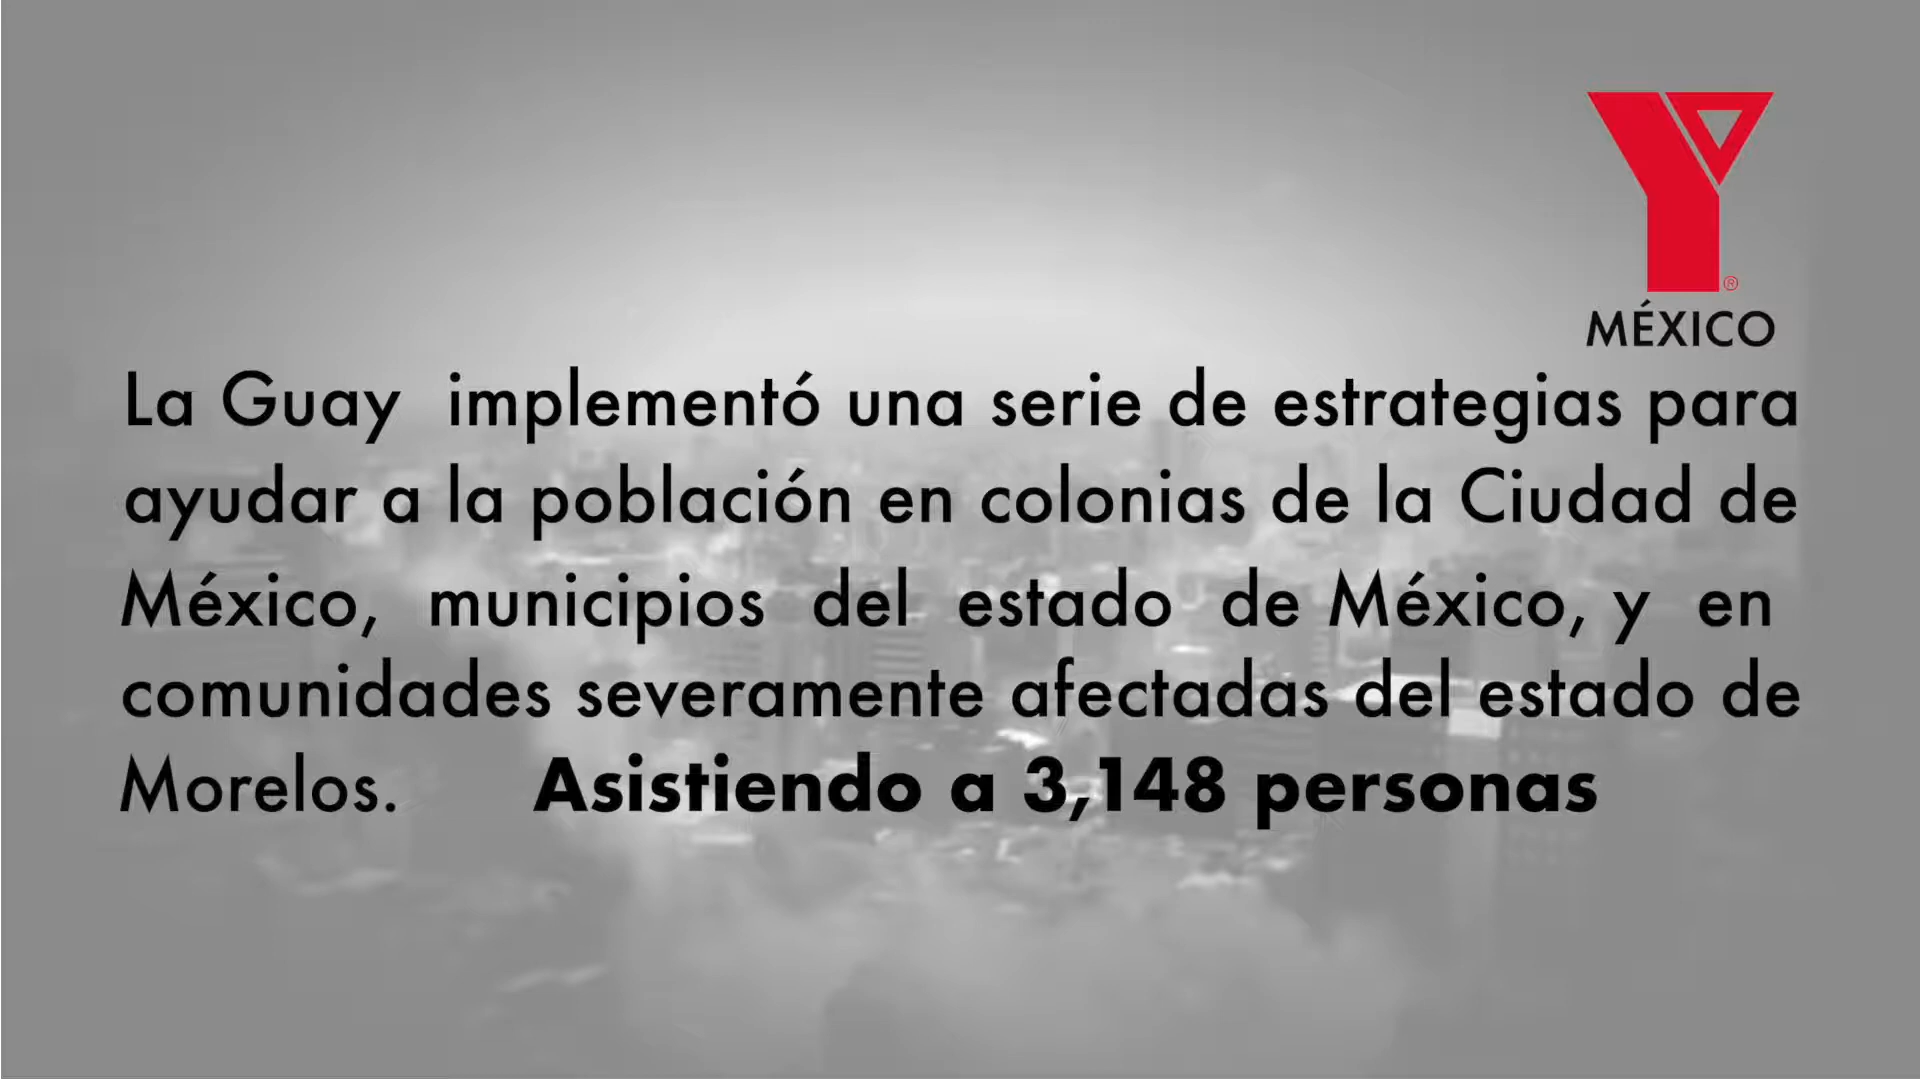 Y®
MÉXICO
La Guay implementó una serie de estrategias para
ayudar a la población en colonias de la Ciudad de
México, municipios del estado de México, y en
comunidades severamente afectadas del estado de
Morelos. Asistiendo a 3,148 personas